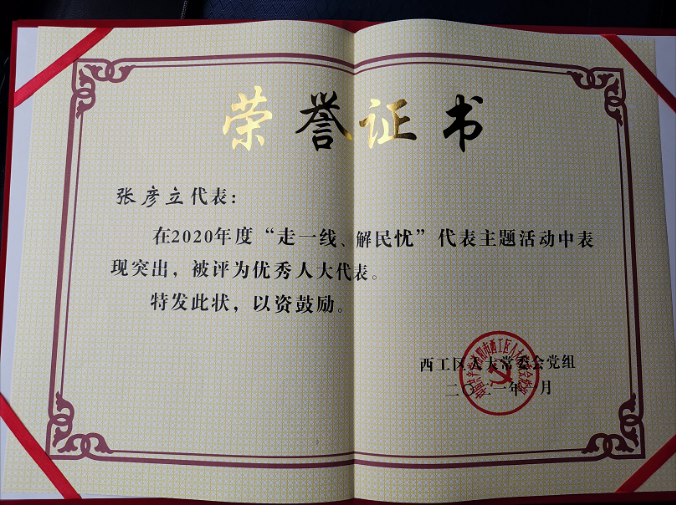 荣誉证书
张彦立代表：
在2020年度“走一线、解民忧”代表主题活动中表
现突出，被评为优秀人大代表。
特发此状，以资鼓励。
西工区人大常委会党组
二〇二一年 月